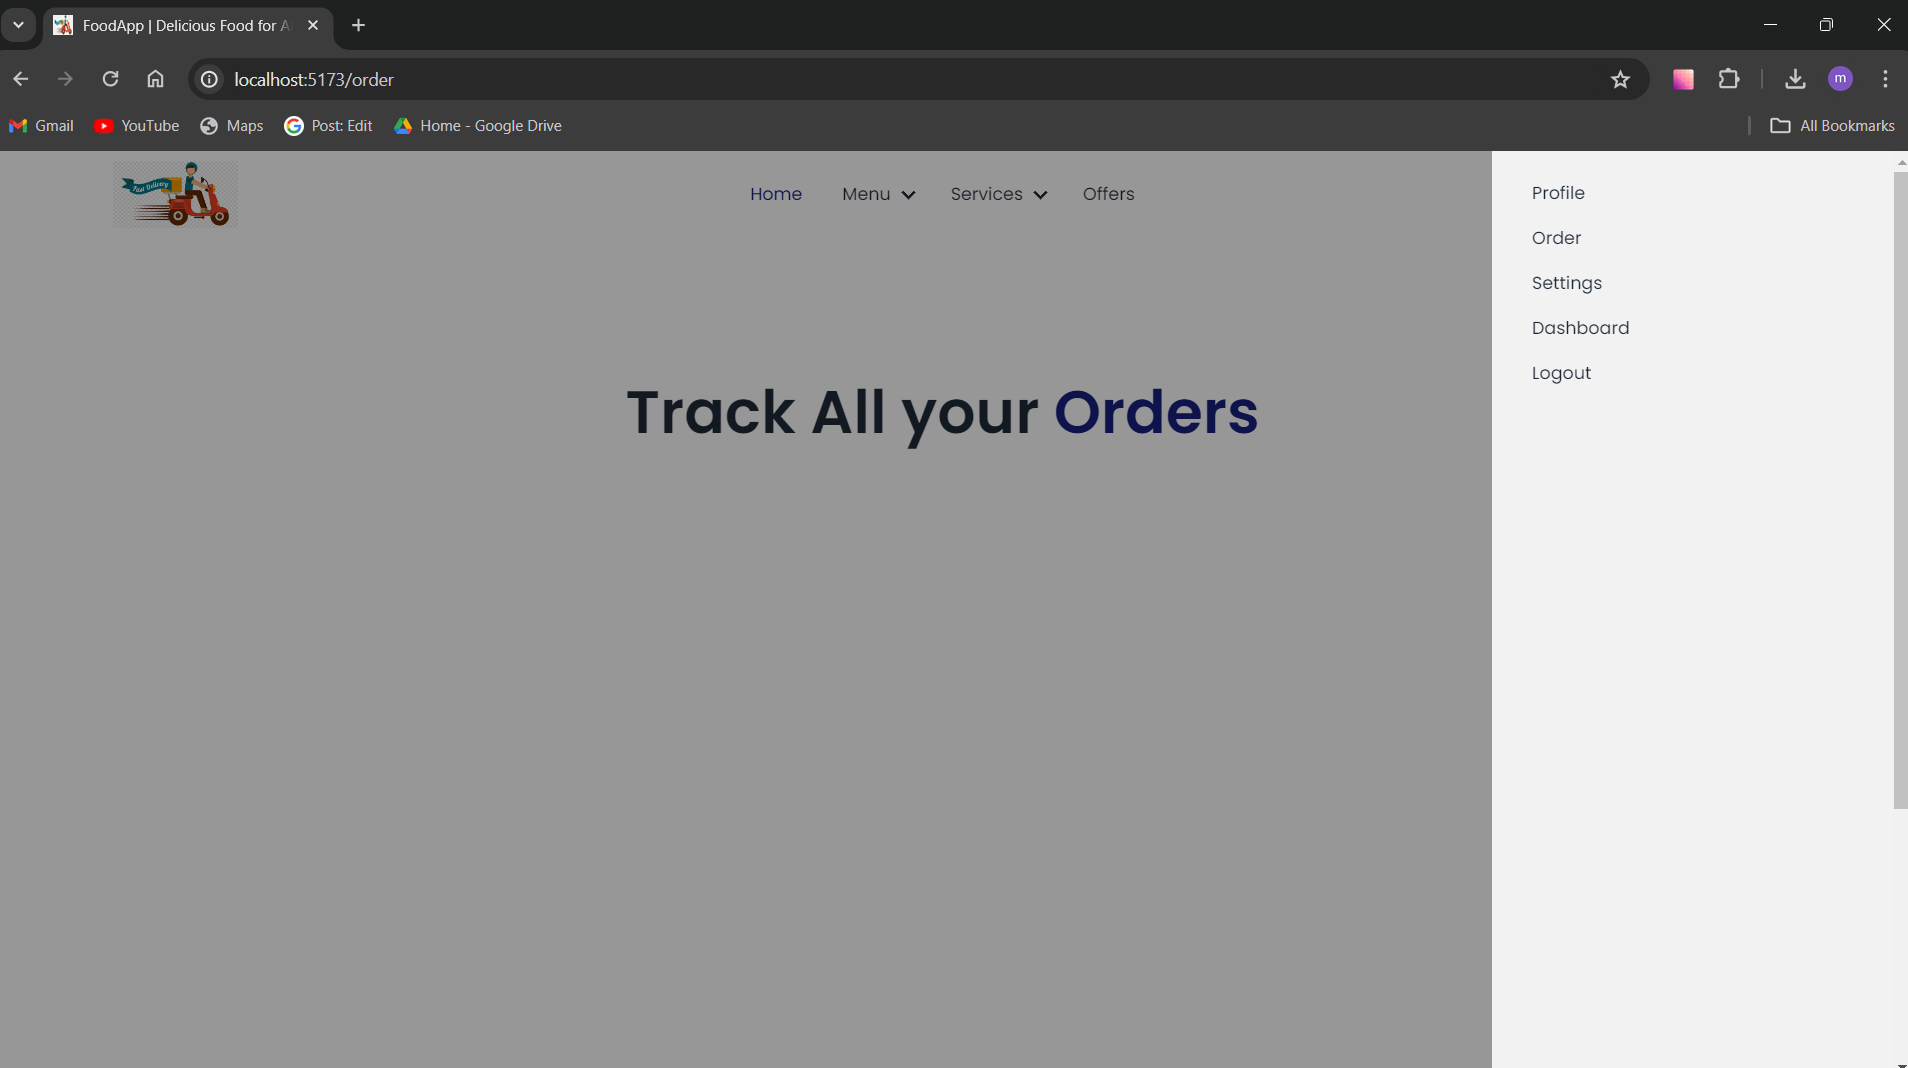 FoodApp | Delicious Food for A
localhost:5173/order
m
Gmail YouTube Maps Post: Edit Home - Google Drive All Bookmarks
Fast Delivery
Home Menu Services Offers
Track All your Orders
Profile
Order
Settings
Dashboard
Logout